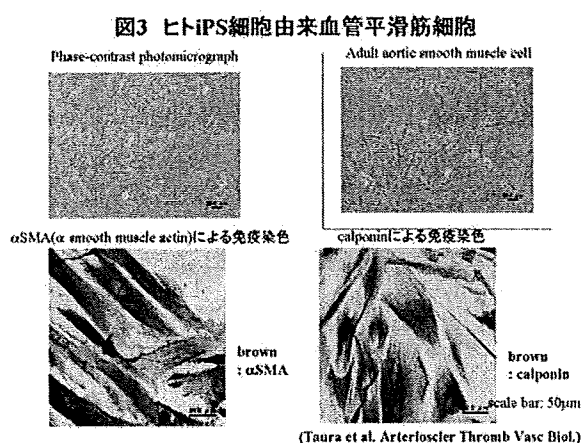 図3 ヒトiPS細胞由来血管平滑筋細胞
Phase-contrast photomicrograph
Adult aortic smooth muscle cell
αSMA(α smooth muscle actin)による免疫染色
calponinによる免疫染色
brown
: αSMA
brown
: calponin
scale bar: 50μm
(Taura et al. Arterioscler Thromb Vasc Biol.)